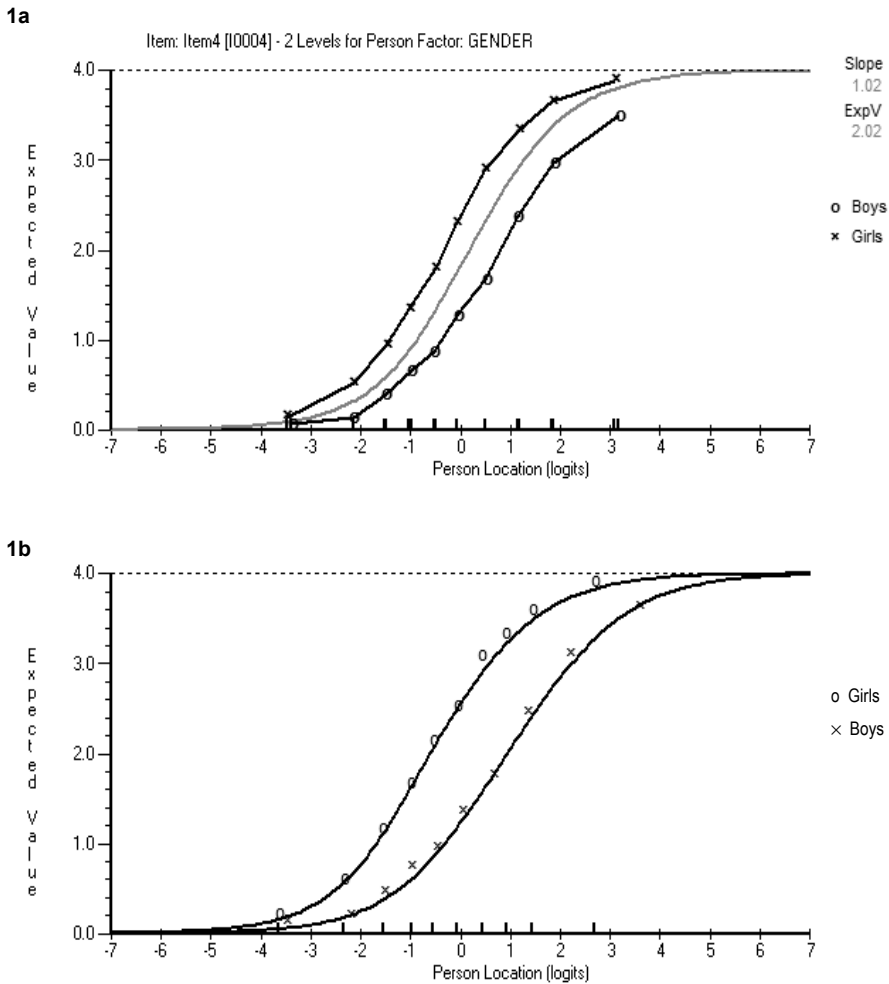 1a
Item: Item4 [I0004] - 2 Levels for Person Factor: GENDER
Slope
1.02
ExpV
2.02
o Boys
× Girls
Expected Value
4.0
3.0
2.0
1.0
0.0
-7 -6 -5 -4 -3 -2 -1 0 1 2 3 4 5 6 7
Person Location (logits)
1b
Expected Value
4.0
3.0
2.0
1.0
0.0
o Girls
× Boys
-7 -6 -5 -4 -3 -2 -1 0 1 2 3 4 5 6 7
Person Location (logits)